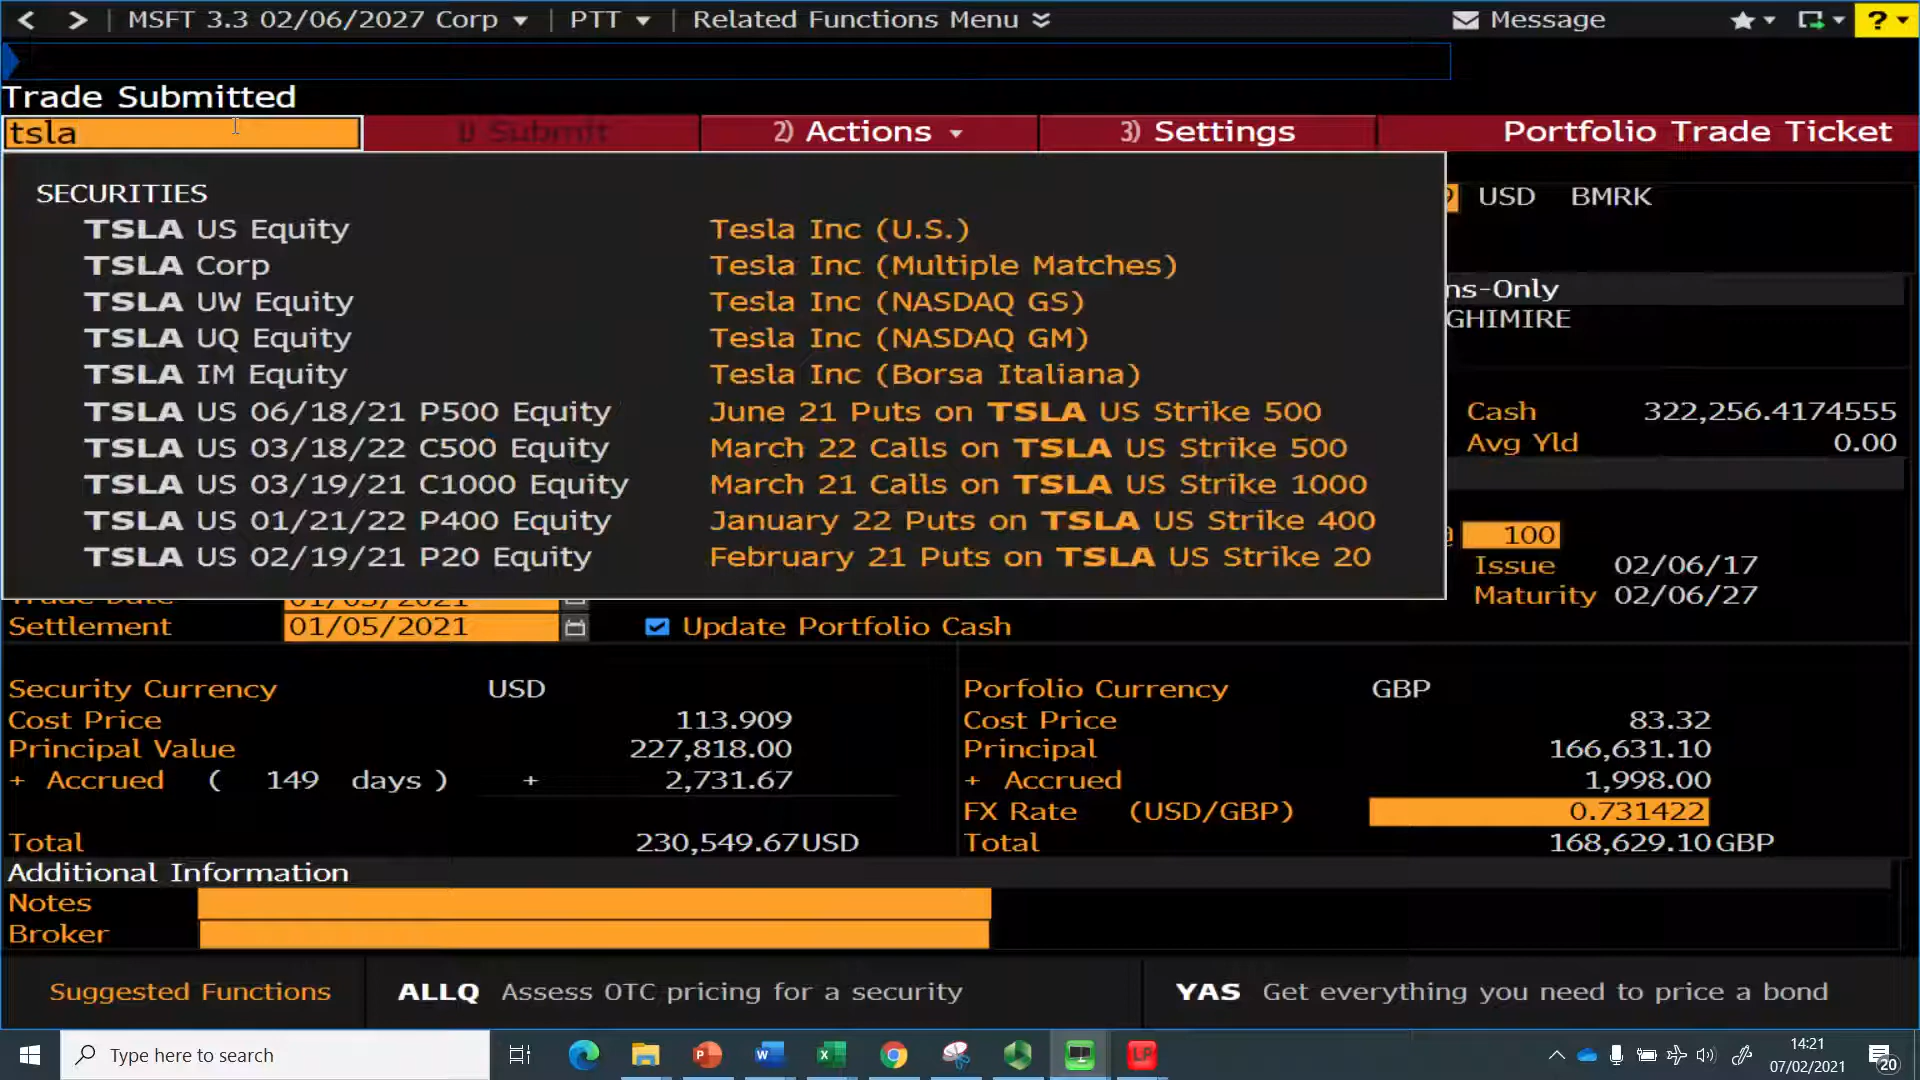 MSFT 3.3 02/06/2027 Corp PTT Related Functions Menu Message ?
Trade Submitted
tsla 1) Submit 2) Actions 3) Settings Portfolio Trade Ticket
SECURITIES
USD BMRK
TSLA US Equity Tesla Inc (U.S.)
TSLA Corp Tesla Inc (Multiple Matches)
ns-Only
TSLA UW Equity Tesla Inc (NASDAQ GS)
GHIMIRE
TSLA UQ Equity Tesla Inc (NASDAQ GM)
TSLA IM Equity Tesla Inc (Borsa Italiana)
TSLA US 06/18/21 P500 Equity June 21 Puts on TSLA US Strike 500 Cash 322,256.4174555
TSLA US 03/18/22 C500 Equity March 22 Calls on TSLA US Strike 500 Avg Yld 0.00
TSLA US 03/19/21 C1000 Equity March 21 Calls on TSLA US Strike 1000
TSLA US 01/21/22 P400 Equity January 22 Puts on TSLA US Strike 400 100
TSLA US 02/19/21 P20 Equity February 21 Puts on TSLA US Strike 20 Issue 02/06/17
Maturity 02/06/27
Trade Date
Settlement 01/05/2021 Update Portfolio Cash
Security Currency USD Porfolio Currency GBP
Cost Price 113.909 Cost Price 83.32
Principal Value 227,818.00 Principal 166,631.10
+ Accrued ( 149 days ) + 2,731.67 + Accrued 1,998.00
FX Rate (USD/GBP) 0.731422
Total 230,549.67USD Total 168,629.10GBP
Additional Information
Notes
Broker
Suggested Functions ALLQ Assess OTC pricing for a security YAS Get everything you need to price a bond
Type here to search 14:21
07/02/2021 20